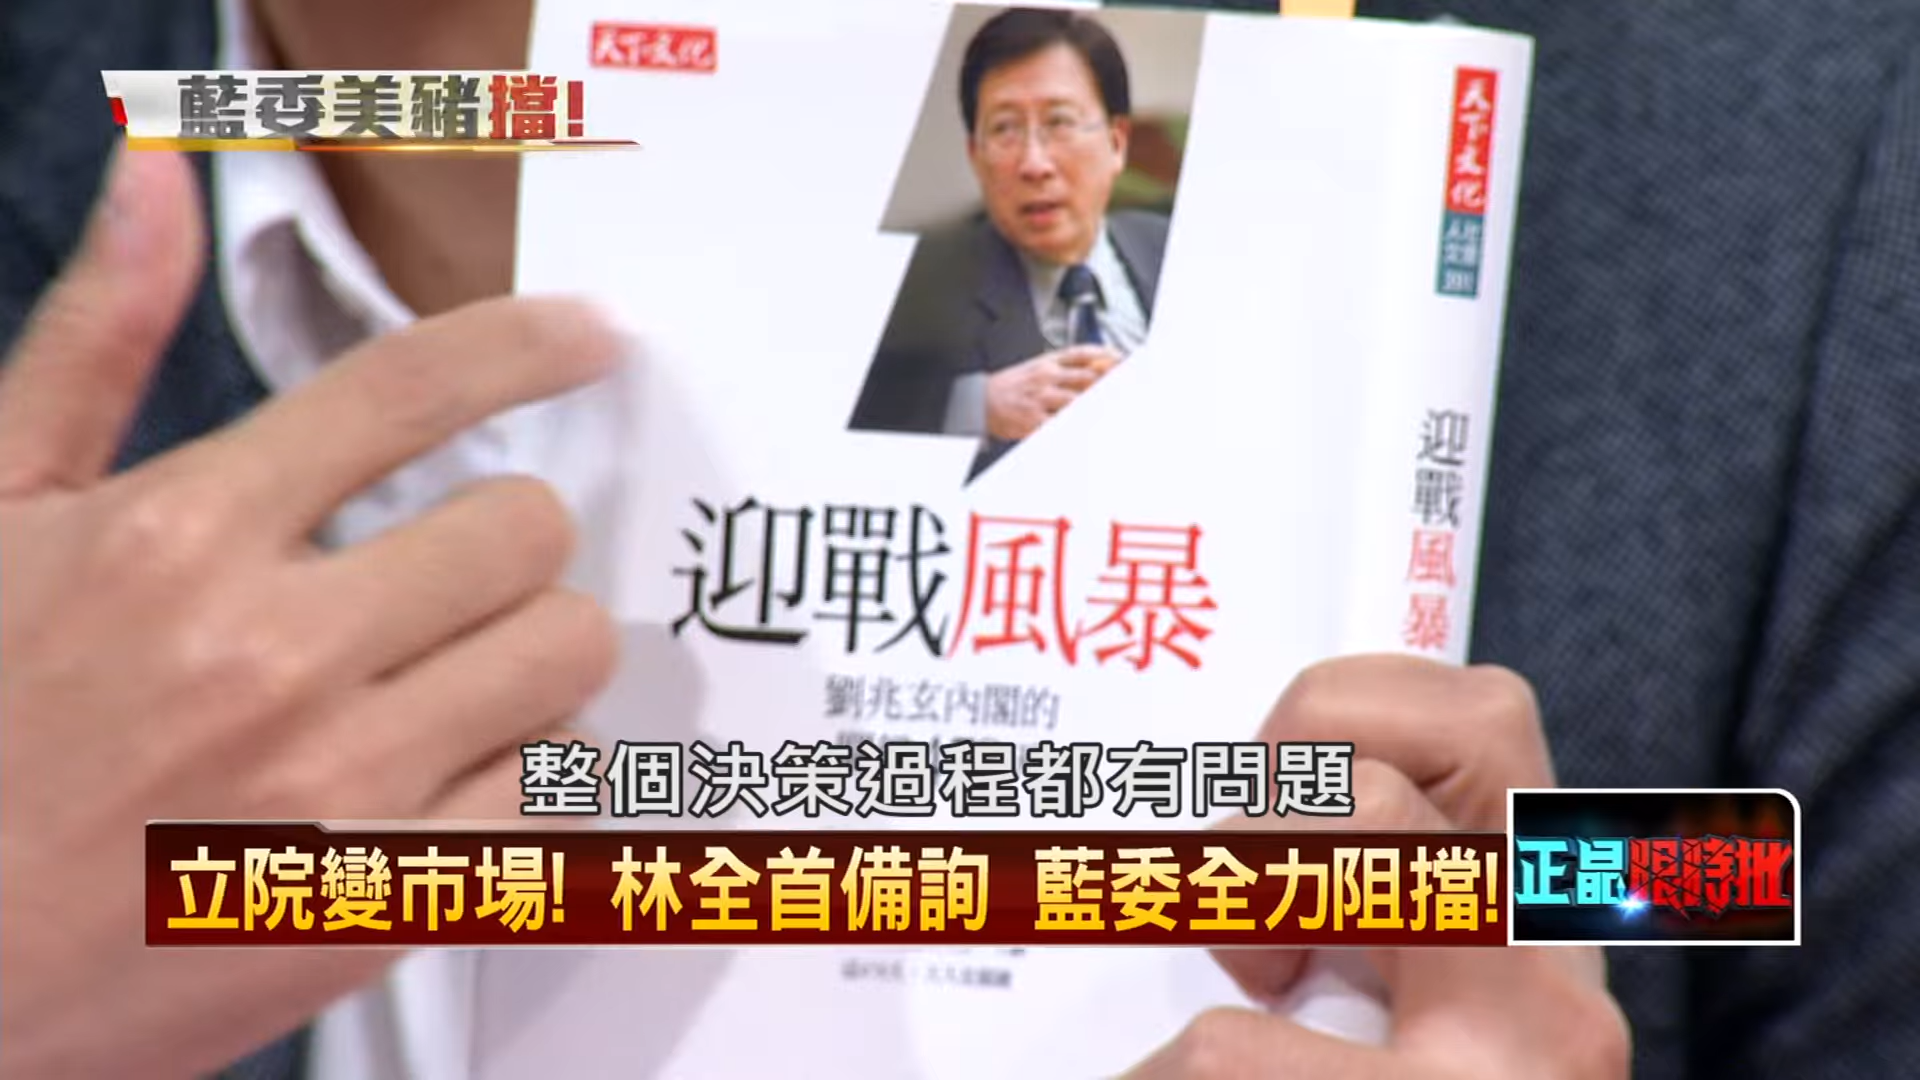 天下文化
藍委美豬擋!
天下文化
迎戰風暴
迎戰風暴
劉兆玄內閣的
整個決策過程都有問題
立院變市場! 林全首備詢 藍委全力阻擋!
正晶限時批